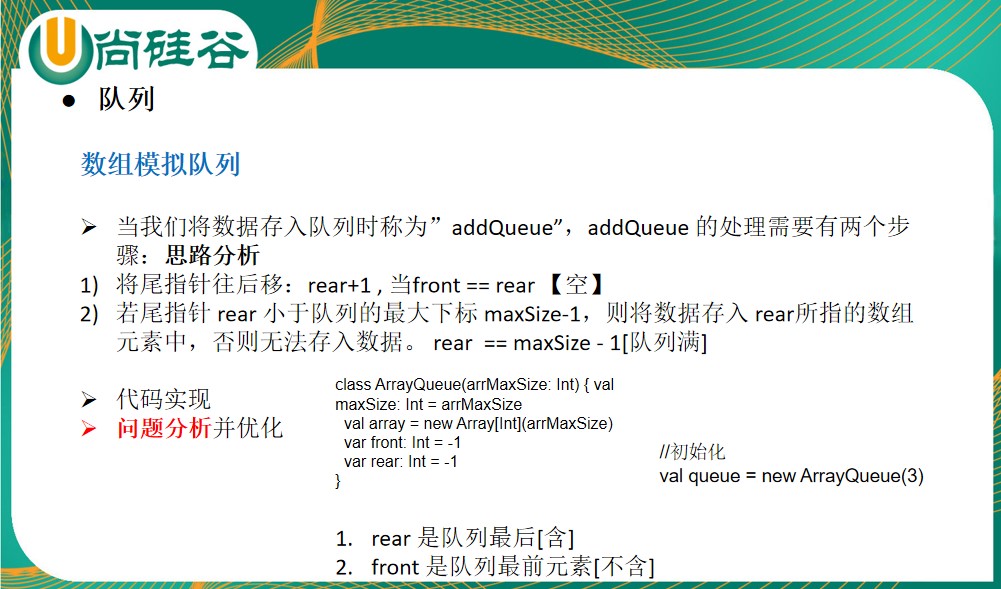 尚硅谷
● 队列
数组模拟队列
➢ 当我们将数据存入队列时称为”addQueue”，addQueue 的处理需要有两个步
骤：思路分析
1) 将尾指针往后移：rear+1 , 当front == rear 【空】
2) 若尾指针 rear 小于队列的最大下标 maxSize-1，则将数据存入 rear所指的数组
元素中，否则无法存入数据。 rear == maxSize - 1[队列满]
➢ 代码实现
➢ 问题分析并优化
class ArrayQueue(arrMaxSize: Int) { val
maxSize: Int = arrMaxSize
val array = new Array[Int](arrMaxSize)
var front: Int = -1
var rear: Int = -1
}
//初始化
val queue = new ArrayQueue(3)
1. rear 是队列最后[含]
2. front 是队列最前元素[不含]